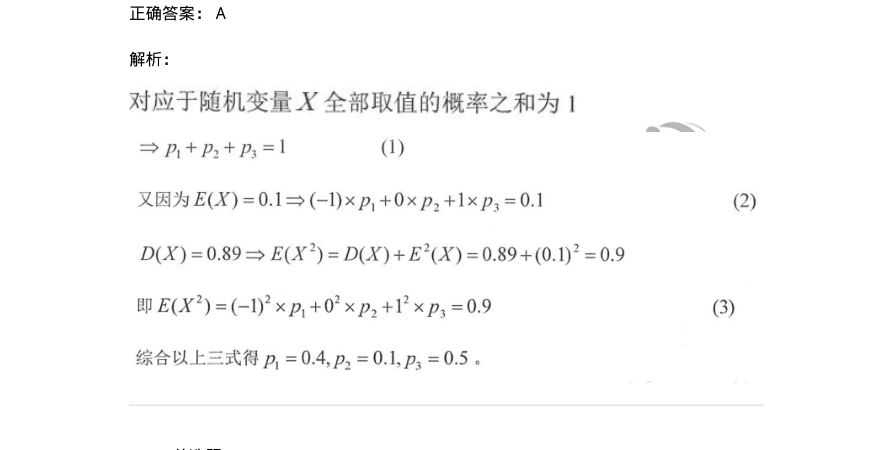 正确答案： A
解析：
对应于随机变量 X 全部取值的概率之和为 1
⇒ p₁ + p₂ + p₃ = 1 (1)
又因为 E(X) = 0.1 ⇒ (−1)× p₁ +0× p₂ +1× p₃ = 0.1 (2)
D(X) = 0.89 ⇒ E(X²) = D(X) + E²(X) = 0.89 + (0.1)² = 0.9
即 E(X²) = (−1)² × p₁ + 0² × p₂ +1² × p₃ = 0.9 (3)
综合以上三式得 p₁ = 0.4, p₂ = 0.1, p₃ = 0.5 。